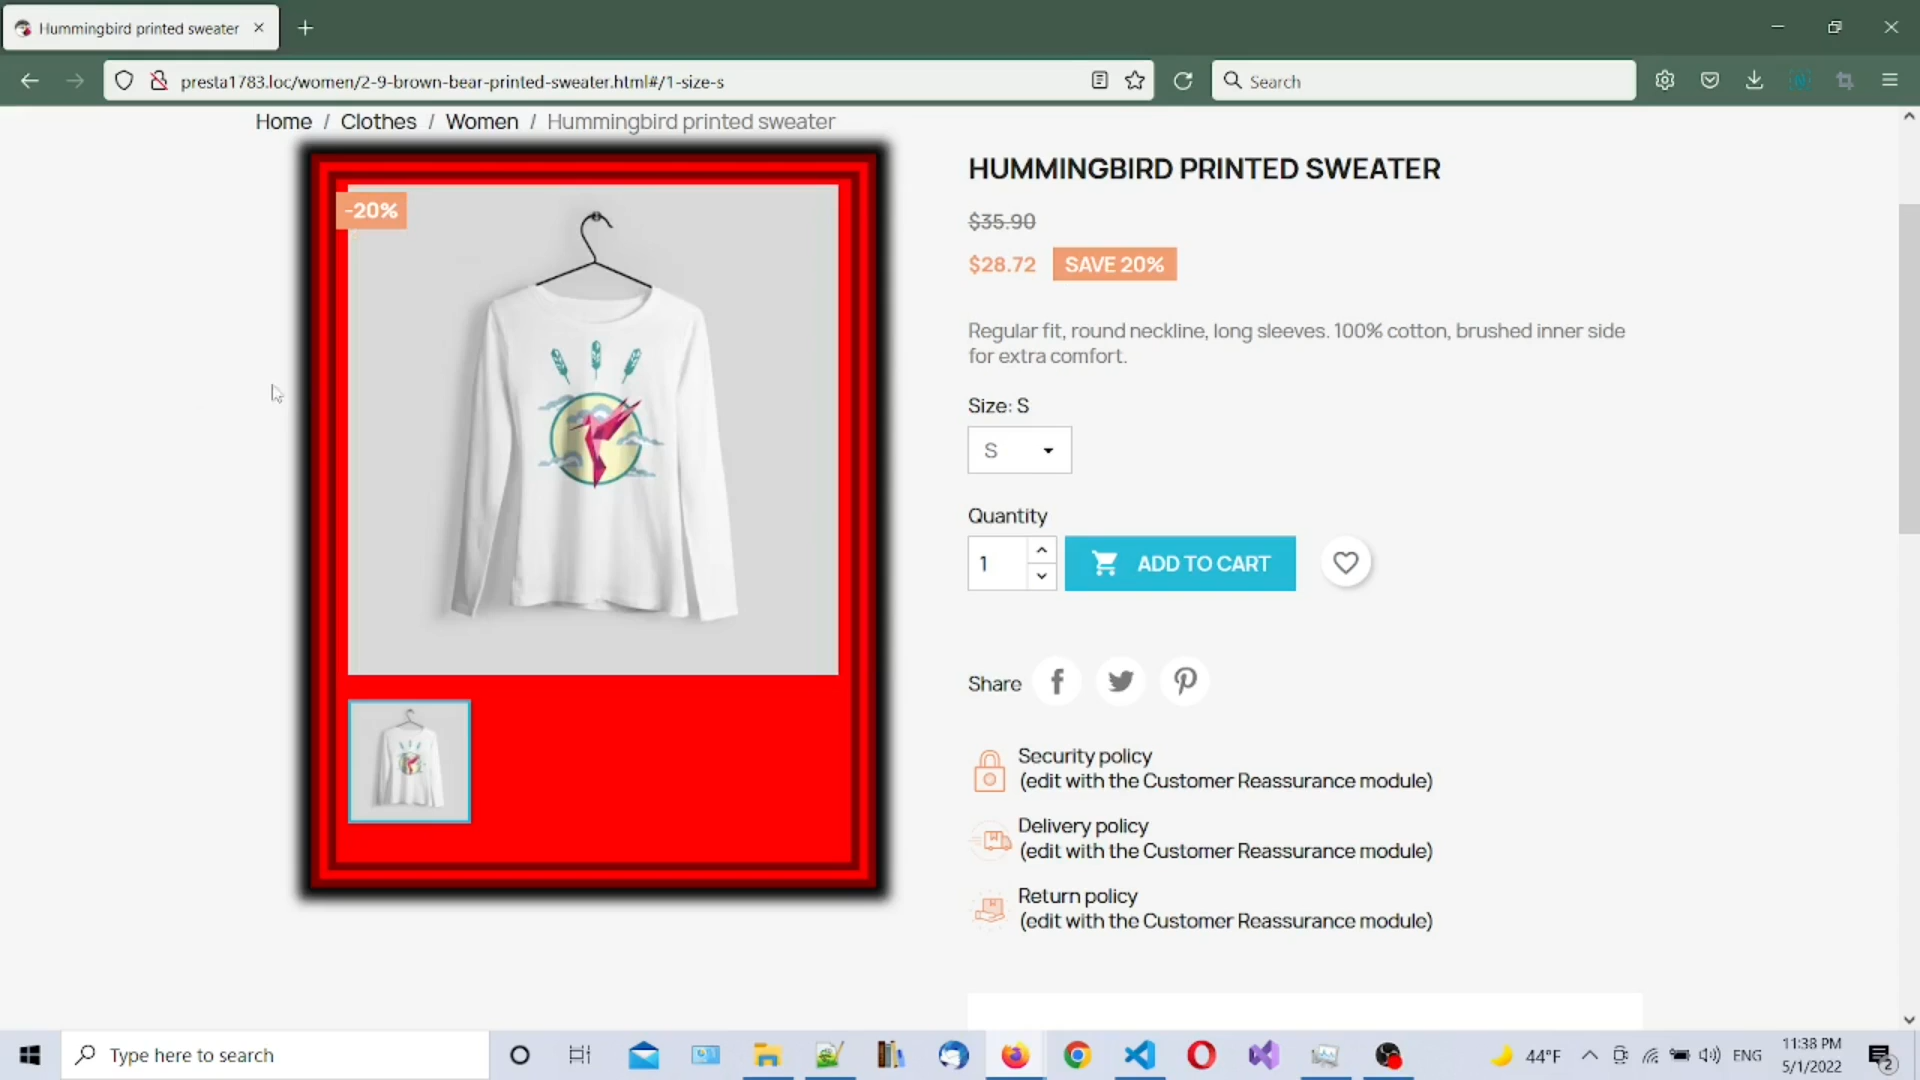 Hummingbird printed sweater
presta1783.loc/women/2-9-brown-bear-printed-sweater.html#/1-size-s
Search
Home / Clothes / Women / Hummingbird printed sweater
-20%
HUMMINGBIRD PRINTED SWEATER
$35.90
$28.72 SAVE 20%
Regular fit, round neckline, long sleeves. 100% cotton, brushed inner side
for extra comfort.
Size: S
S
Quantity
1
ADD TO CART
Share
Security policy
(edit with the Customer Reassurance module)
Delivery policy
(edit with the Customer Reassurance module)
Return policy
(edit with the Customer Reassurance module)
Type here to search
44°F
ENG
11:38 PM
5/1/2022
2